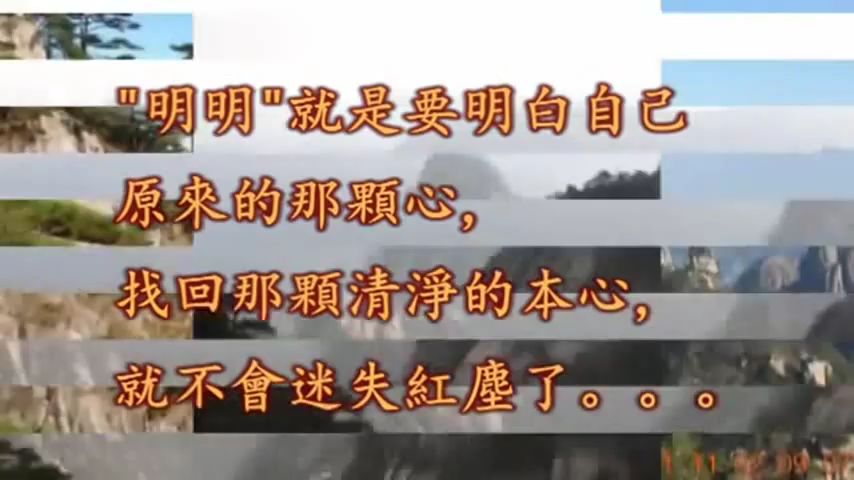 "明明"就是要明白自己
原來的那顆心,
找回那顆清淨的本心,
就不會迷失紅塵了。。。